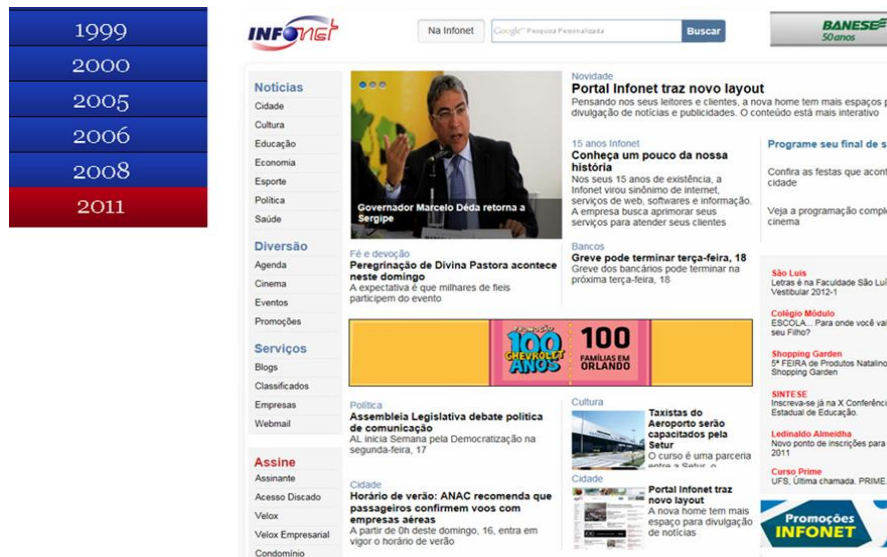 1999
2000
2005
2006
2008
2011
INFOnet
Na Infonet
Google™ Pesquisa Personalizada
Buscar
BANESE
50 anos
Notícias
Cidade
Cultura
Educação
Economia
Esporte
Política
Saúde
Diversão
Agenda
Cinema
Eventos
Promoções
Serviços
Blogs
Classificados
Empresas
Webmail
Assine
Assinante
Acesso Discado
Velox
Velox Empresarial
Condomínio
Governador Marcelo Déda retorna a
Sergipe
Novidade
Portal Infonet traz novo layout
Pensando nos seus leitores e clientes, a nova home tem mais espaços p
divulgação de notícias e publicidades. O conteúdo está mais interativo
15 anos Infonet
Conheça um pouco da nossa
história
Nos seus 15 anos de existência, a
Infonet virou sinônimo de internet,
serviços de web, softwares e informação.
A empresa busca aprimorar seus
serviços para atender seus clientes
Programe seu final de s
Confira as festas que acont
cidade
Veja a programação comple
cinema
Fé e devoção
Peregrinação de Divina Pastora acontece
neste domingo
A expectativa é que milhares de fieis
participem do evento
Bancos
Greve pode terminar terça-feira, 18
Greve dos bancários pode terminar na
próxima terça-feira, 18
PROMOÇÃO
100
CHEVROLET
ANOS
100
FAMÍLIAS EM
ORLANDO
Política
Assembleia Legislativa debate política
de comunicação
AL inicia Semana pela Democratização na
segunda-feira, 17
Cultura
Taxistas do
Aeroporto serão
capacitados pela
Setur
O curso é uma parceria
entre a Setur, o
Cidade
Horário de verão: ANAC recomenda que
passageiros confirmem voos com
empresas aéreas
A partir de 0h deste domingo, 16, entra em
vigor o horário de verão
Cidade
Portal Infonet traz
novo layout
A nova home tem mais
espaço para divulgação
de notícias
São Luis
Letras é na Faculdade São Luí
Vestibular 2012-1
Colégio Módulo
ESCOLA... Para onde você vai
seu Filho?
Shopping Garden
5ª FEIRA de Produtos Natalino
Shopping Garden
SINTESE
Inscreva-se já na X Conferênci
Estadual de Educação.
Ledinaldo Almeidha
Novo ponto de inscrições para
2011
Curso Prime
UFS, Última chamada. PRIME.
Promoções
INFONET